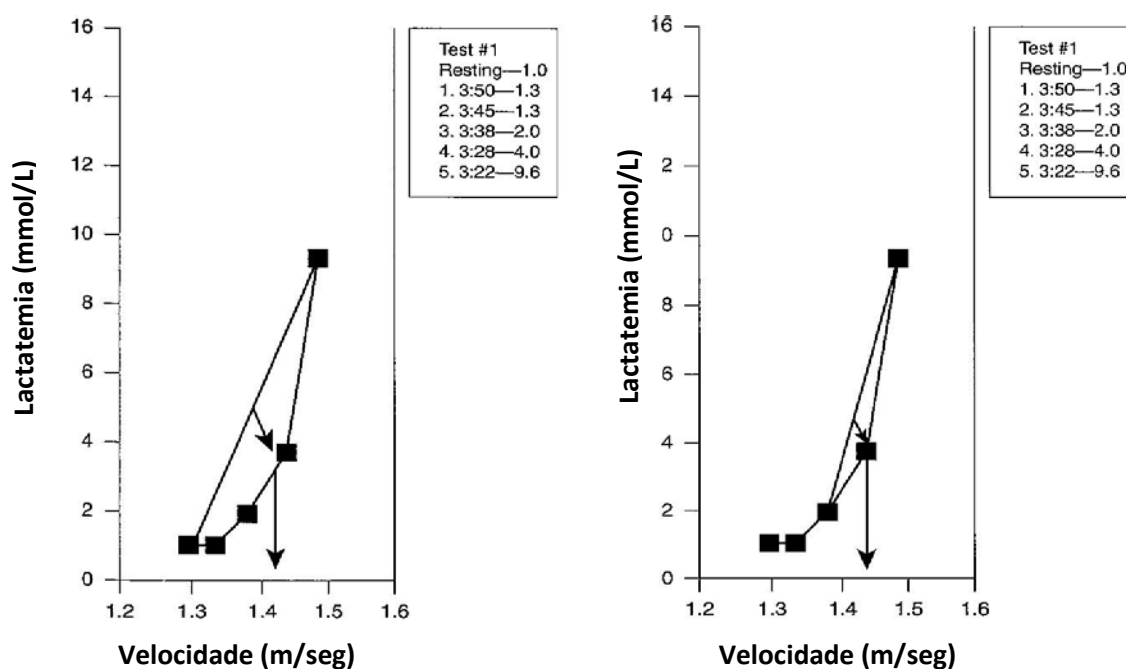 16
14
12
10
8
6
4
2
0
Lactatemia (mmol/L)
1.2 1.3 1.4 1.5 1.6
Velocidade (m/seg)
Test #1
Resting—1.0
1. 3:50—1.3
2. 3:45—1.3
3. 3:38—2.0
4. 3:28—4.0
5. 3:22—9.6
16
14
2
0
8
6
4
2
0
Lactatemia (mmol/L)
1.2 1.3 1.4 1.5 1.6
Velocidade (m/seg)
Test #1
Resting—1.0
1. 3:50—1.3
2. 3:45—1.3
3. 3:38—2.0
4. 3:28—4.0
5. 3:22—9.6